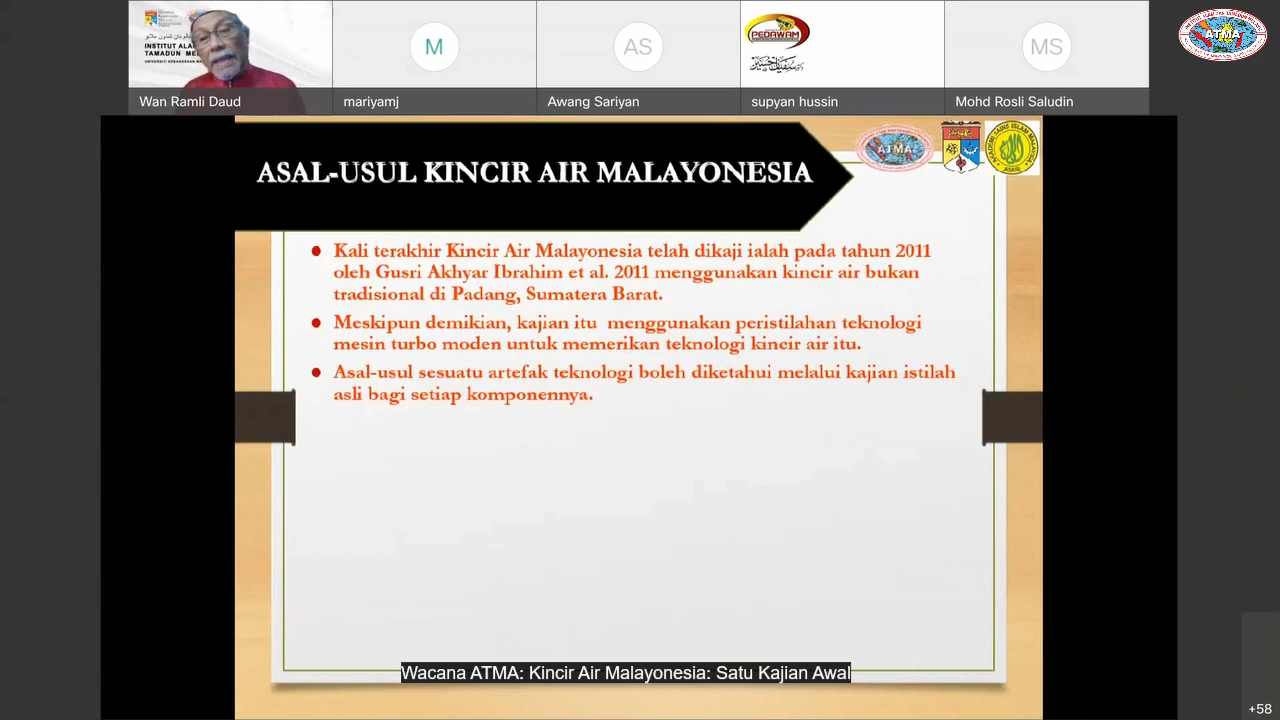 INSTITUT ALA
TAMADUN ME
UNIVERSITI KEBANGSAAN
M
AS
PEDAWAM
MS
ATMA
Wan Ramli Daud
mariyamj
Awang Sariyan
supyan hussin
Mohd Rosli Saludin
ASAL-USUL KINCIR AIR MALAYONESIA
ATMA
Kali terakhir Kincir Air Malayonesia telah dikaji ialah pada tahun 2011
oleh Gusri Akhyar Ibrahim et al. 2011 menggunakan kincir air bukan
tradisional di Padang, Sumatera Barat.
Meskipun demikian, kajian itu menggunakan peristilahan teknologi
mesin turbo moden untuk memerikan teknologi kincir air itu.
Asal-usul sesuatu artefak teknologi boleh diketahui melalui kajian istilah
asli bagi setiap komponennya.
Wacana ATMA: Kincir Air Malayonesia: Satu Kajian Awal
+58